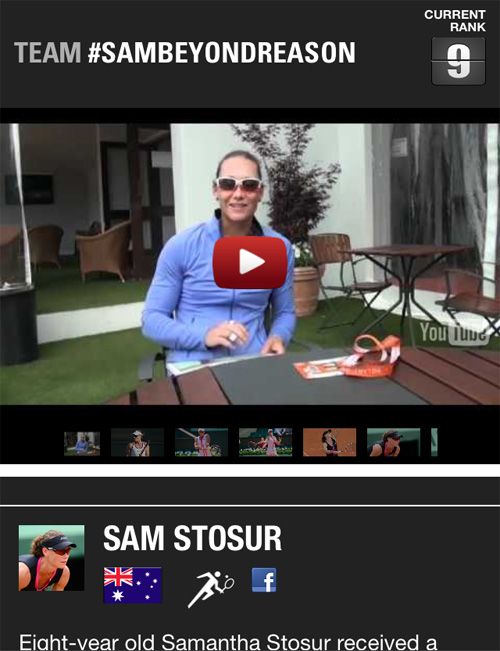 CURRENT
RANK
TEAM #SAMBEYONDREASON
9
YouTube
SAM STOSUR
f
Eight-year old Samantha Stosur received a